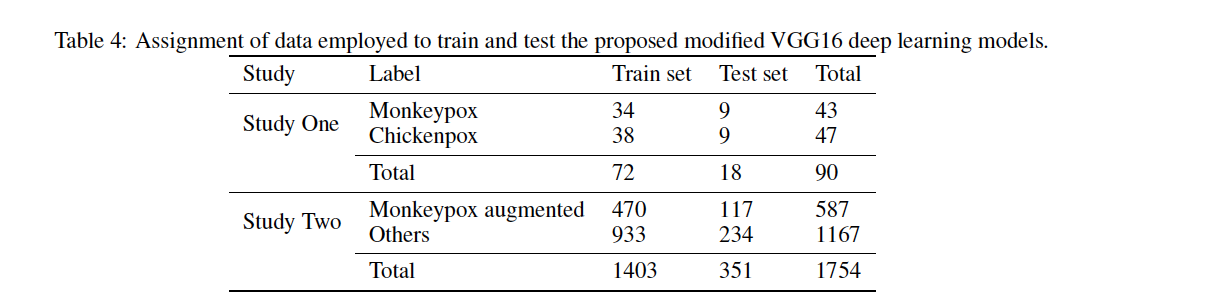 Table 4: Assignment of data employed to train and test the proposed modified VGG16 deep learning models.
Study Label Train set Test set Total
Study One
Monkeypox 34 9 43
Chickenpox 38 9 47
Total 72 18 90
Study Two
Monkeypox augmented 470 117 587
Others 933 234 1167
Total 1403 351 1754